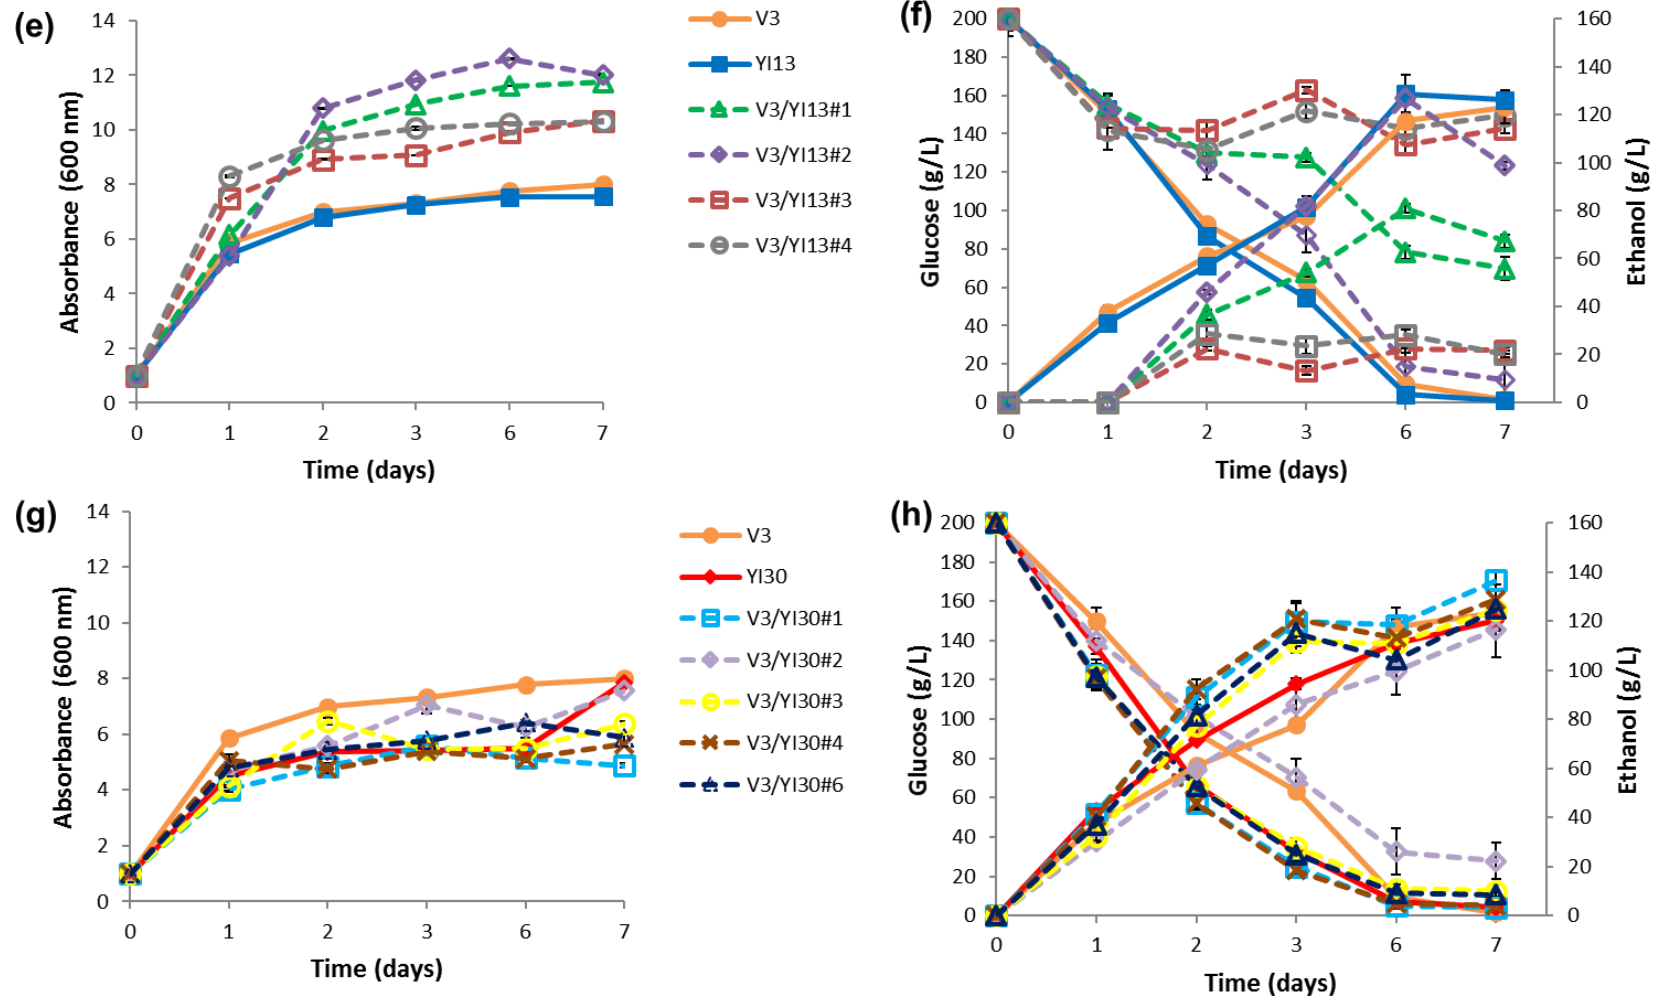 (e)
14
12
10
8
6
4
2
0
Absorbance (600 nm)
0 1 2 3 6 7
Time (days)
V3
YI13
V3/YI13#1
V3/YI13#2
V3/YI13#3
V3/YI13#4
(f)
200
180
160
140
120
100
80
60
40
20
0
Glucose (g/L)
160
140
120
100
80
60
40
20
0
Ethanol (g/L)
0 1 2 3 6 7
Time (days)
(g)
14
12
10
8
6
4
2
0
Absorbance (600 nm)
0 1 2 3 6 7
Time (days)
V3
YI30
V3/YI30#1
V3/YI30#2
V3/YI30#3
V3/YI30#4
V3/YI30#6
(h)
200
180
160
140
120
100
80
60
40
20
0
Glucose (g/L)
160
140
120
100
80
60
40
20
0
Ethanol (g/L)
0 1 2 3 6 7
Time (days)